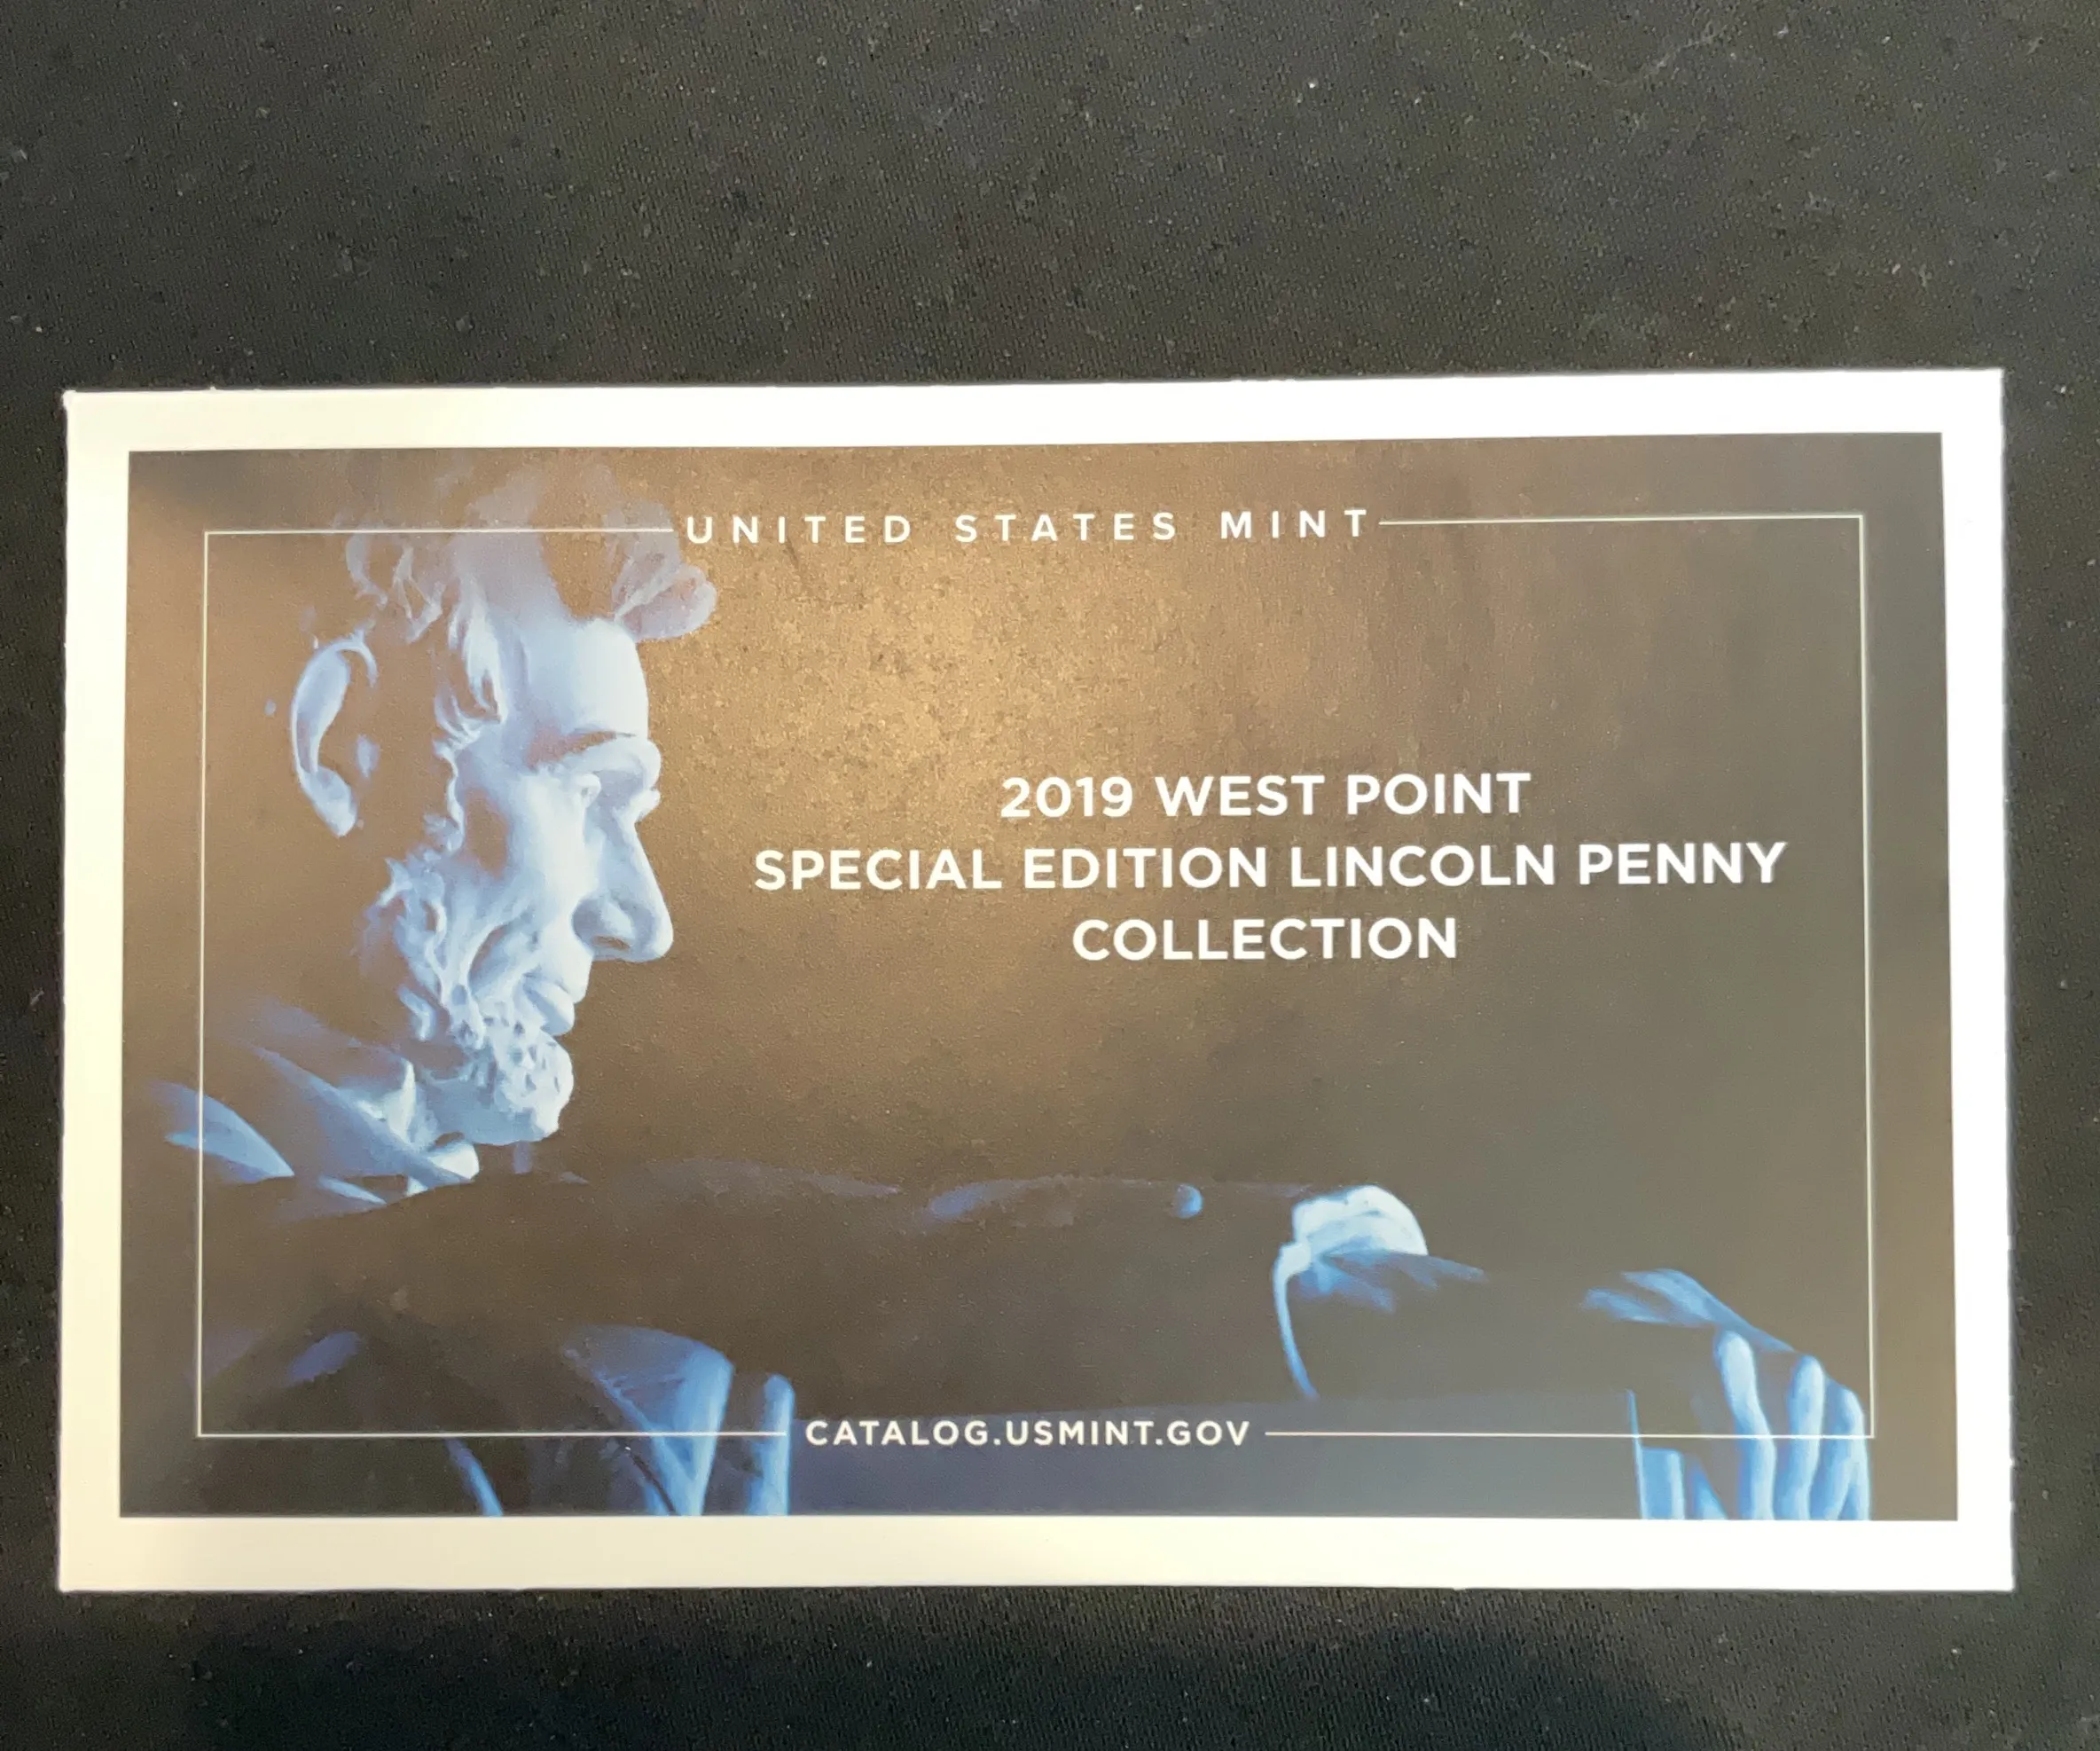 UNITED STATES MINT
2019 WEST POINT
SPECIAL EDITION LINCOLN PENNY
COLLECTION
CATALOG.USMINT.GOV